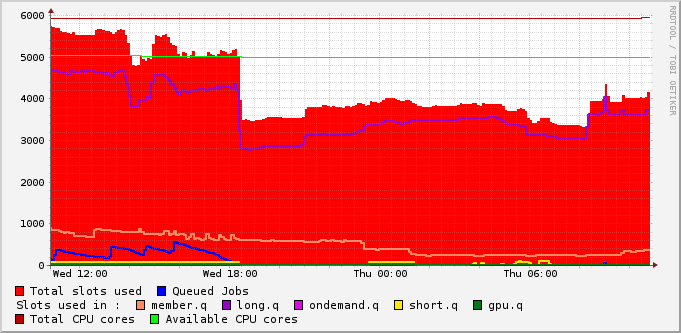 6000
5000
4000
3000
2000
1000
0
Wed 12:00 Wed 18:00 Thu 00:00 Thu 06:00
Total slots used Queued Jobs
Slots used in : member.q long.q ondemand.q short.q gpu.q
Total CPU cores Available CPU cores
RRDTOOL / TOBI OETIKER